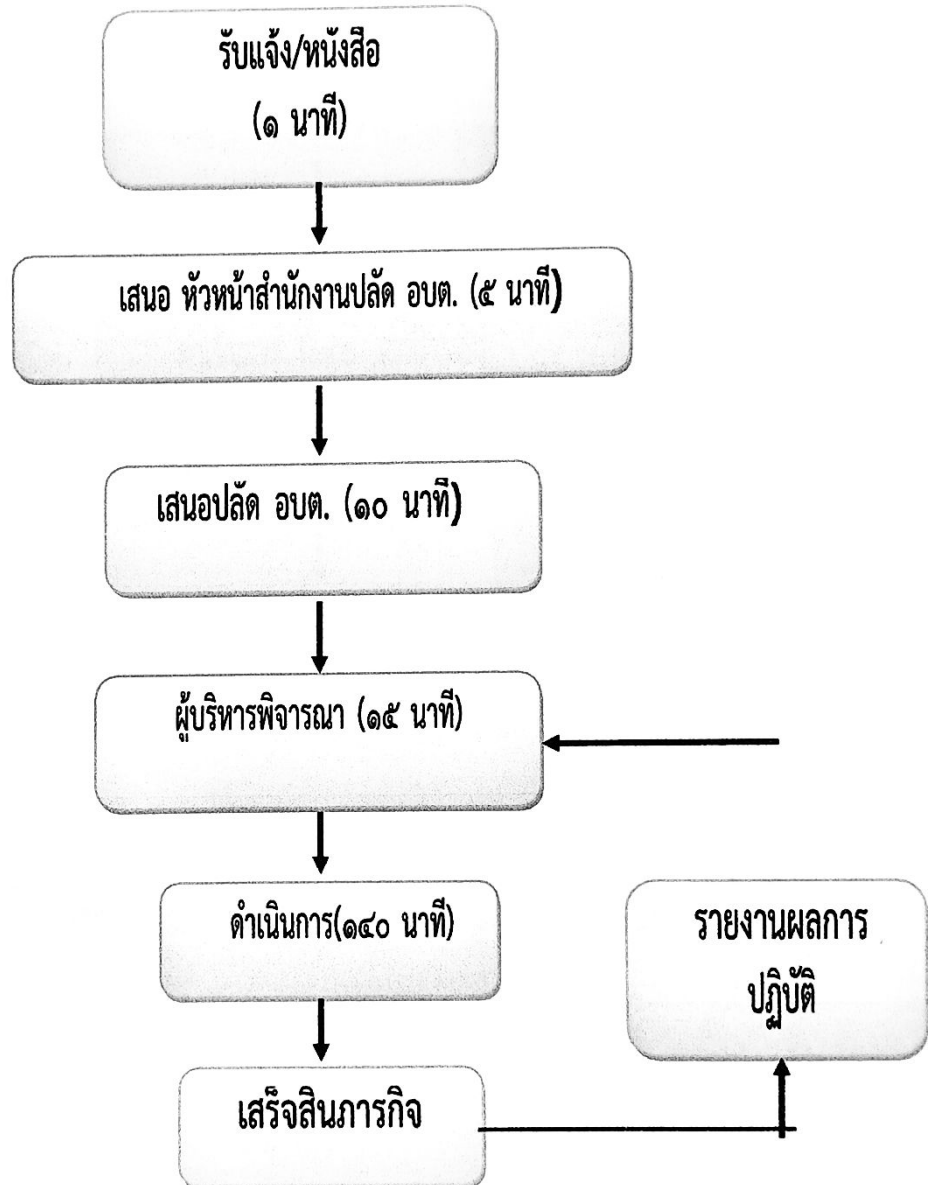 รับแจ้ง/หนังสือ
(๑ นาที)
เสนอ หัวหน้าสำนักงานปลัด อบต. (๕ นาที)
เสนอปลัด อบต. (๑๐ นาที)
ผู้บริหารพิจารณา (๑๕ นาที)
ดำเนินการ(๑๔๐ นาที)
รายงานผลการ
ปฏิบัติ
เสร็จสินภารกิจ